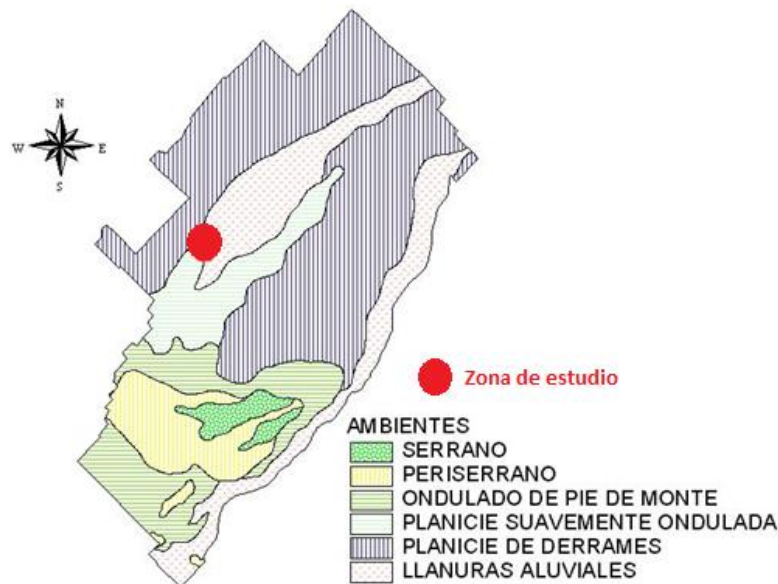 N
W E
S
Zona de estudio
AMBIENTES
SERRANO
PERISERRANO
ONDULADO DE PIE DE MONTE
PLANICIE SUAVEMENTE ONDULADA
PLANICIE DE DERRAMES
LLANURAS ALUVIALES